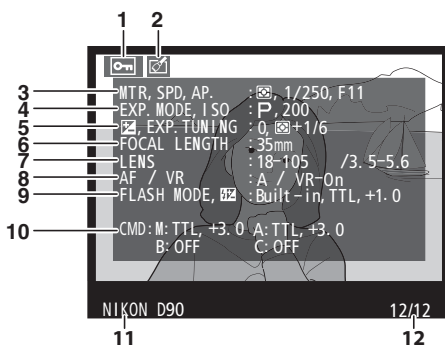 1 2
3 MTR, SPD, AP. : , 1/250, F11
4 EXP. MODE, ISO : P, 200
5 , EXP. TUNING : 0, +1/6
6 FOCAL LENGTH : 35mm
7 LENS : 18-105 /3.5-5.6
8 AF / VR : A / VR-On
9 FLASH MODE, : Built-in, TTL, +1.0
10 CMD: M: TTL, +3.0 A: TTL, +3.0
B: OFF C: OFF
NIKON D90 12/12
11 12